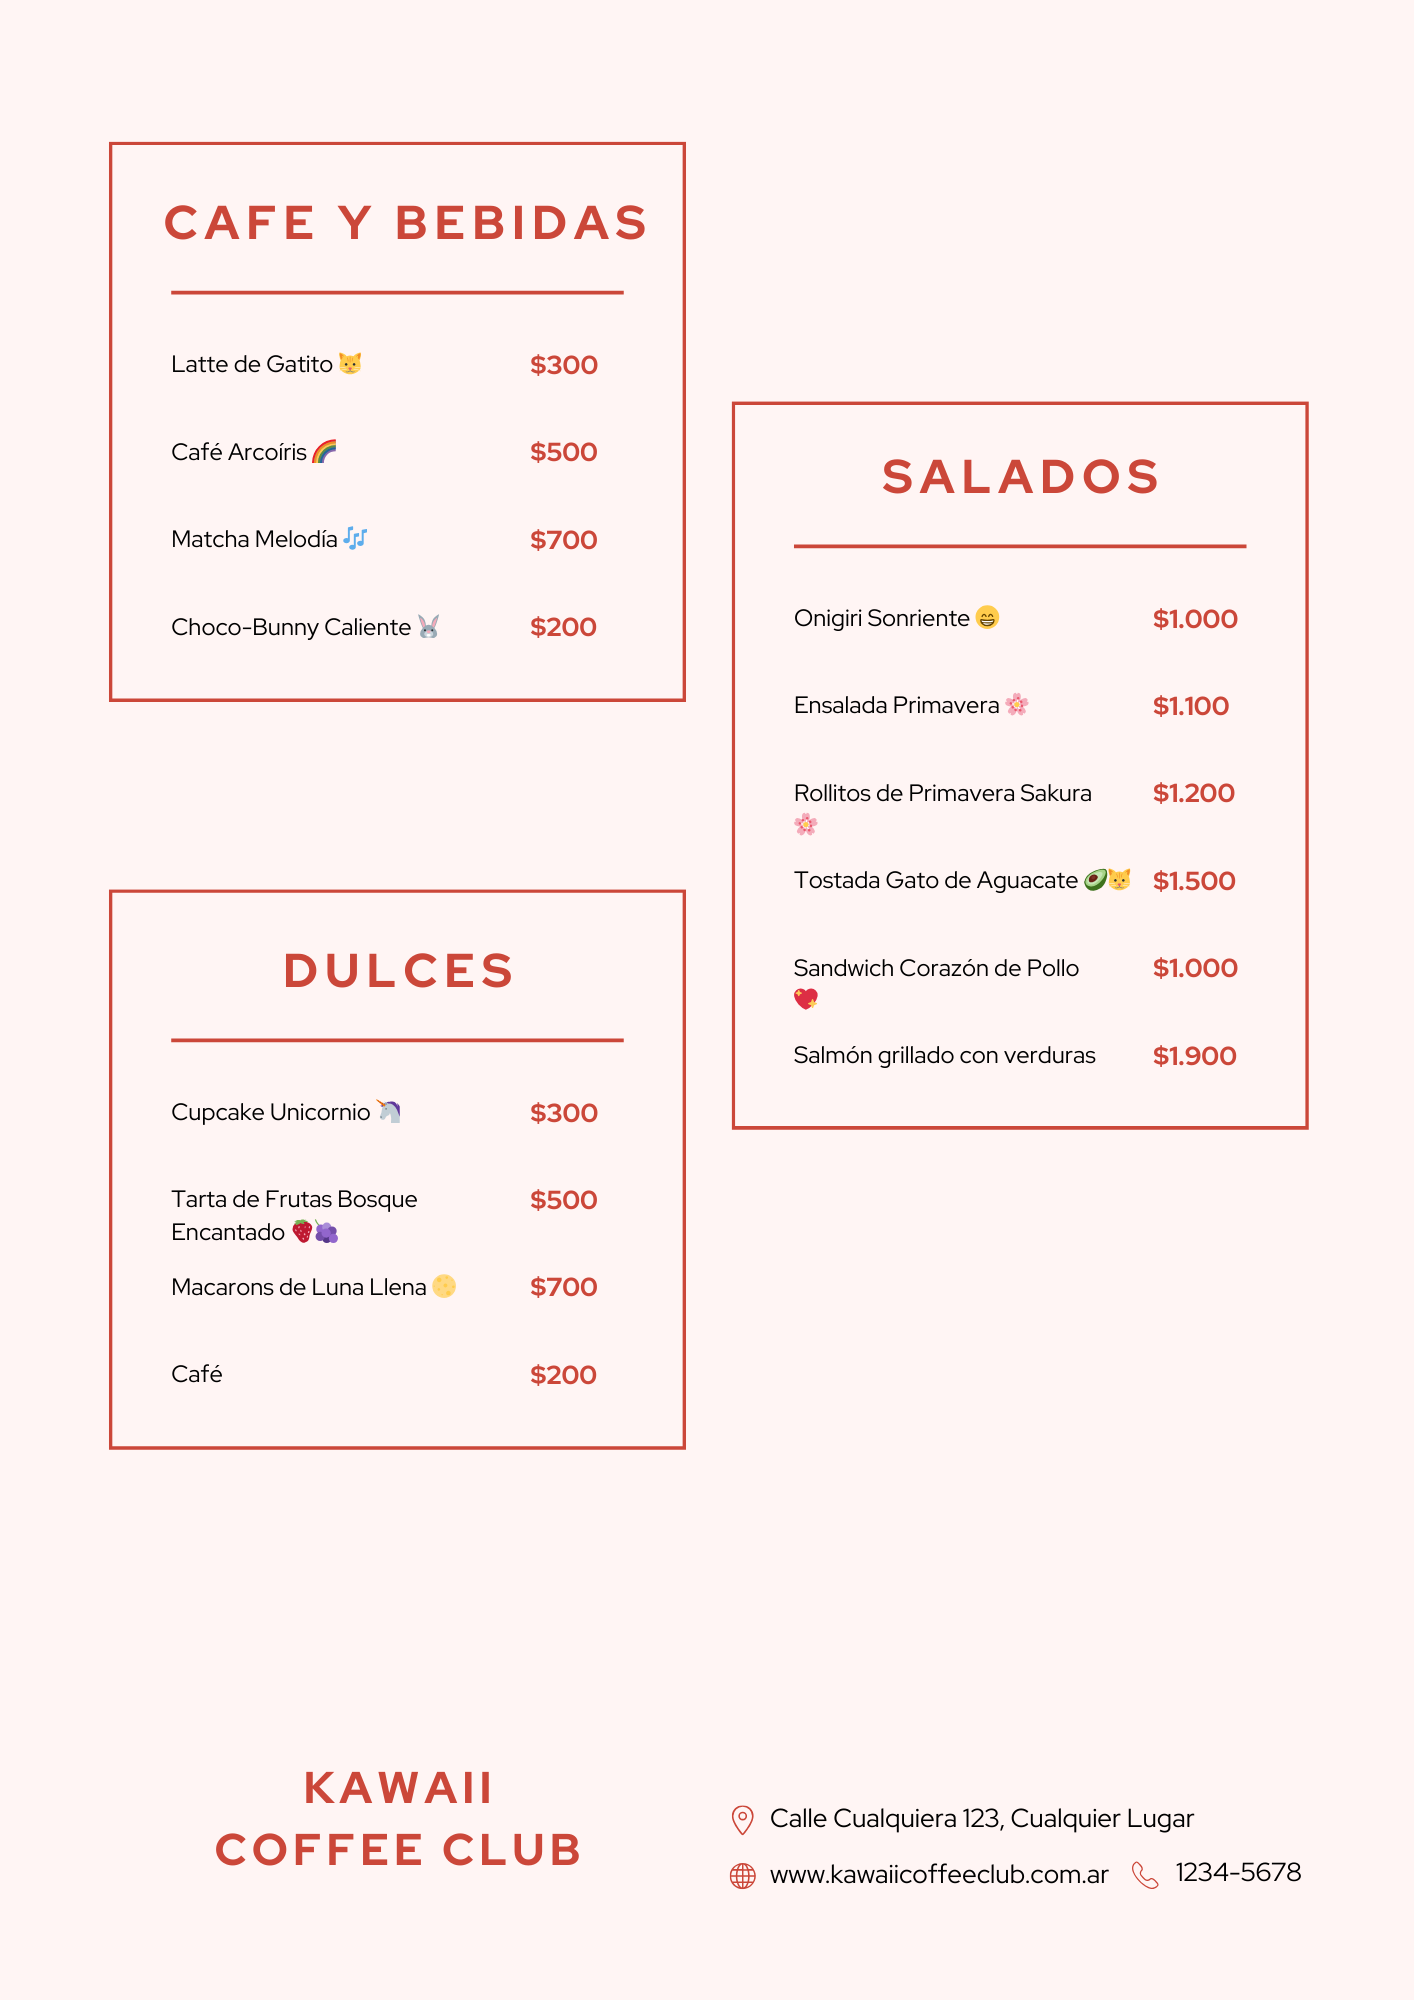 CAFE Y BEBIDAS
Latte de Gatito 🐱 $300
Café Arcoíris 🌈 $500
Matcha Melodía 🎶 $700
Choco-Bunny Caliente 🐰 $200
DULCES
Cupcake Unicornio 🦄 $300
Tarta de Frutas Bosque $500
Encantado 🍓🍇
Macarons de Luna Llena 🌕 $700
Café $200
SALADOS
Onigiri Sonriente 😄 $1.000
Ensalada Primavera 🌸 $1.100
Rollitos de Primavera Sakura $1.200
🌸
Tostada Gato de Aguacate 🥑🐱 $1.500
Sandwich Corazón de Pollo $1.000
💖
Salmón grillado con verduras $1.900
KAWAII
COFFEE CLUB
Calle Cualquiera 123, Cualquier Lugar
www.kawaiicoffeeclub.com.ar 1234-5678